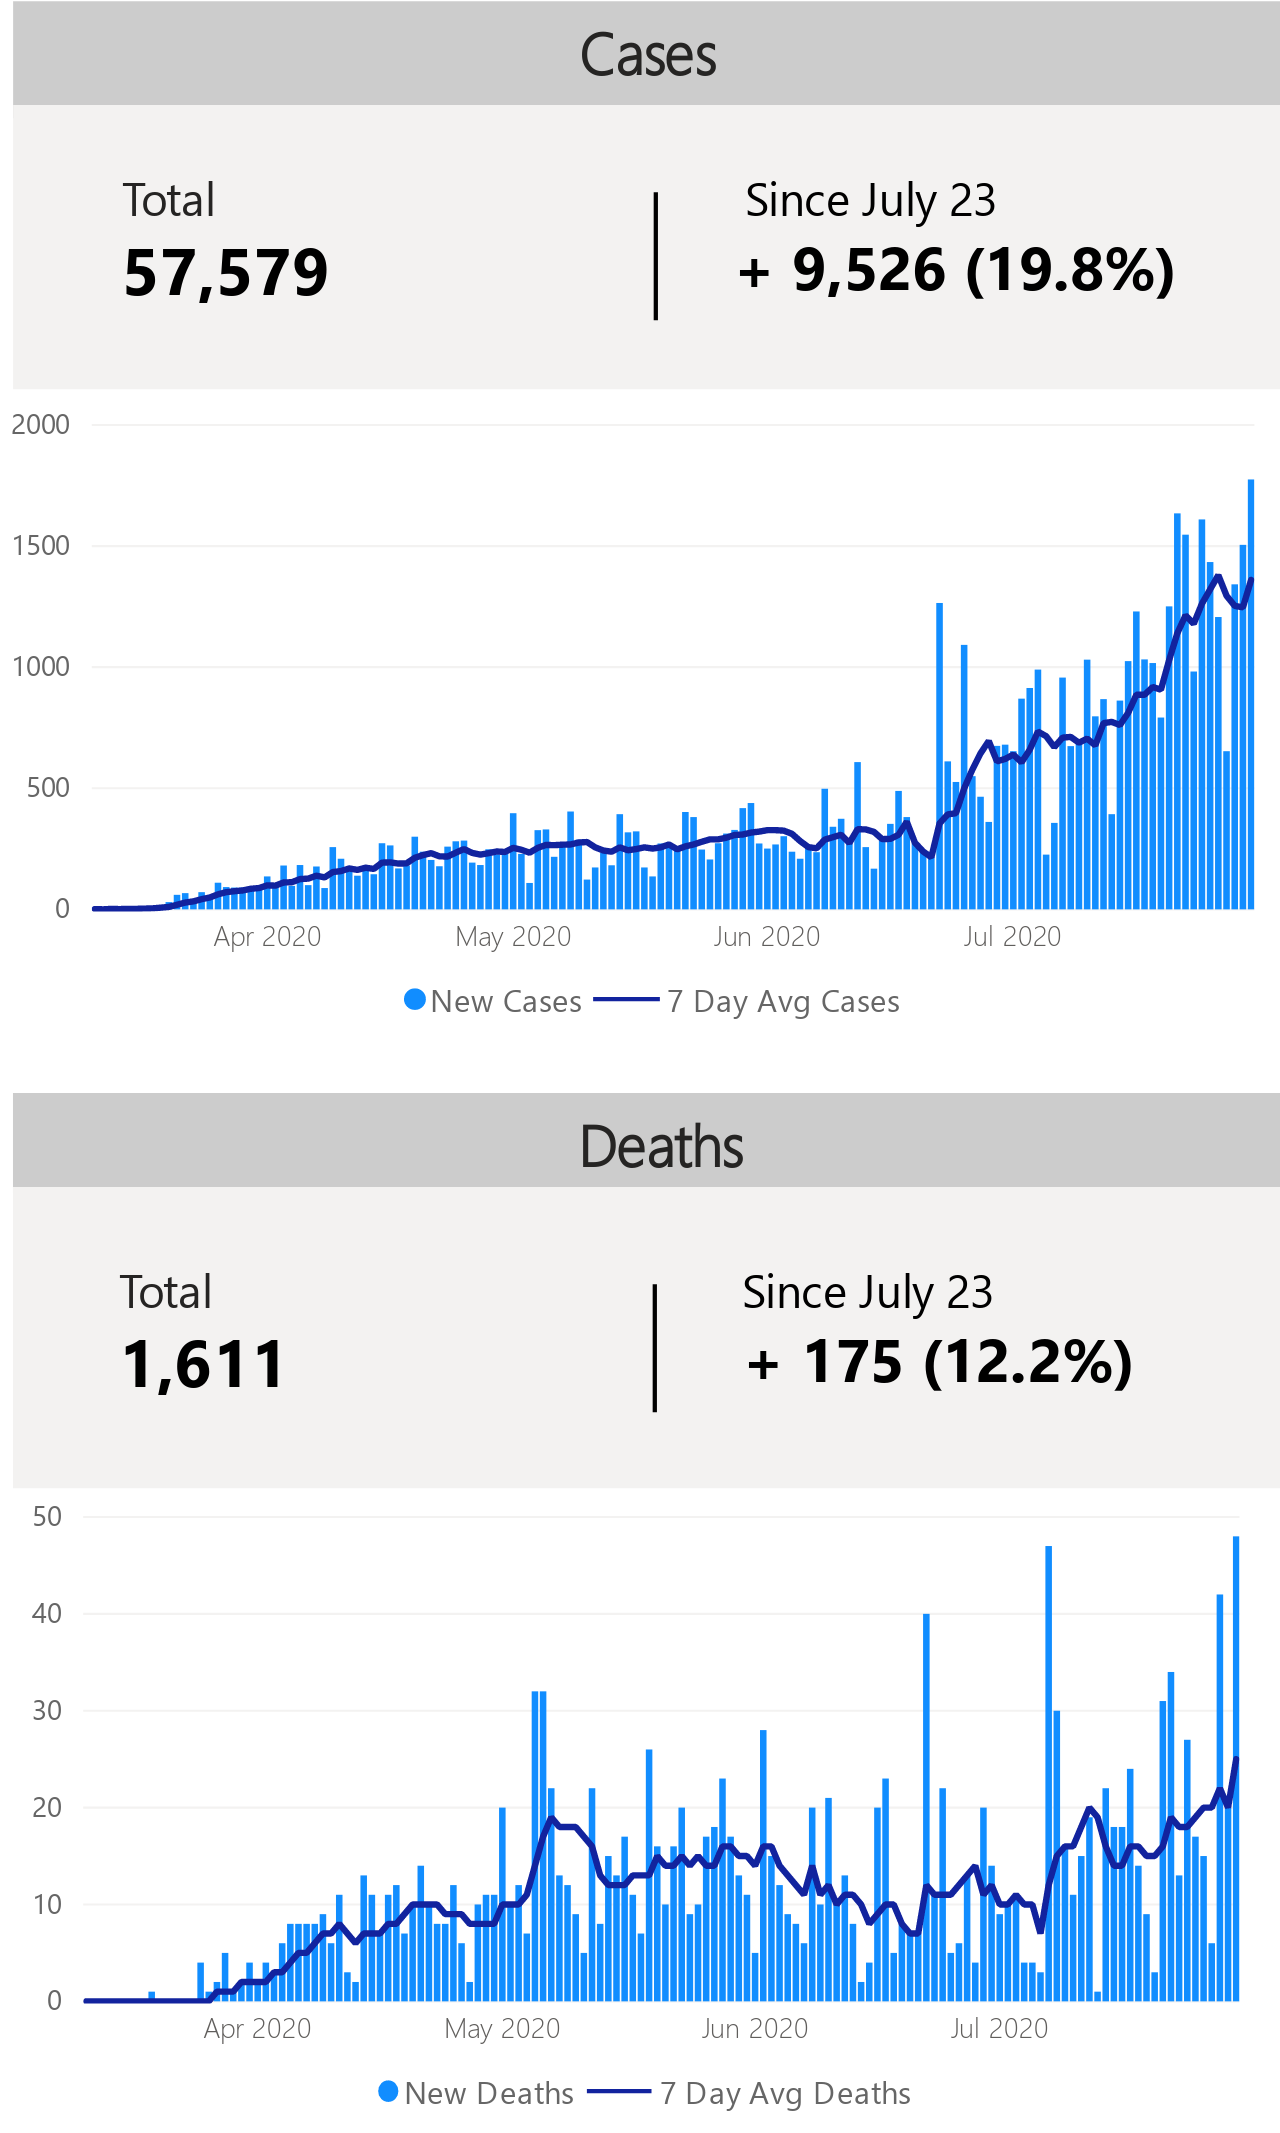 Cases
Total
Since July 23
57,579
+ 9,526 (19.8%)
2000
1500
1000
500
0
Apr 2020
May 2020
Jun 2020
Jul 2020
New Cases
7 Day Avg Cases
Deaths
Total
Since July 23
1,611
+ 175 (12.2%)
50
40
30
20
10
0
Apr 2020
May 2020
Jun 2020
Jul 2020
New Deaths
7 Day Avg Deaths